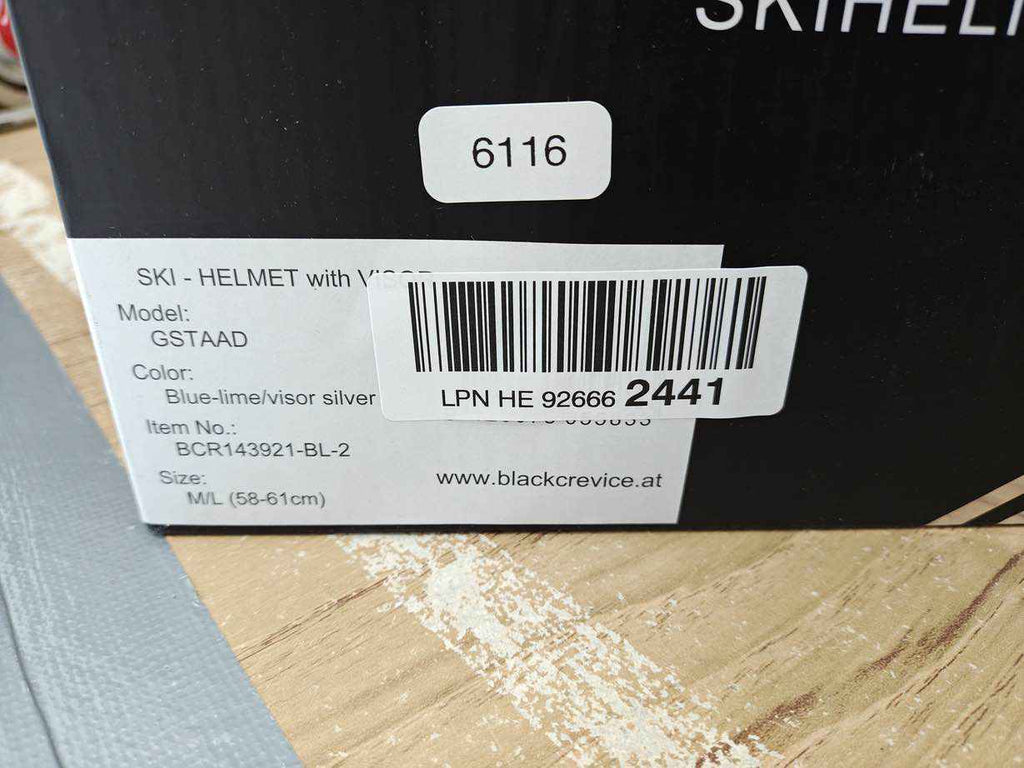 6116
SKI - HELMET with
Model:
GSTAAD
Color:
Blue-lime/visor silver
LPN HE 92666 2441
Item No.:
BCR143921-BL-2
Size:
M/L (58-61cm)
www.blackcrevice.at